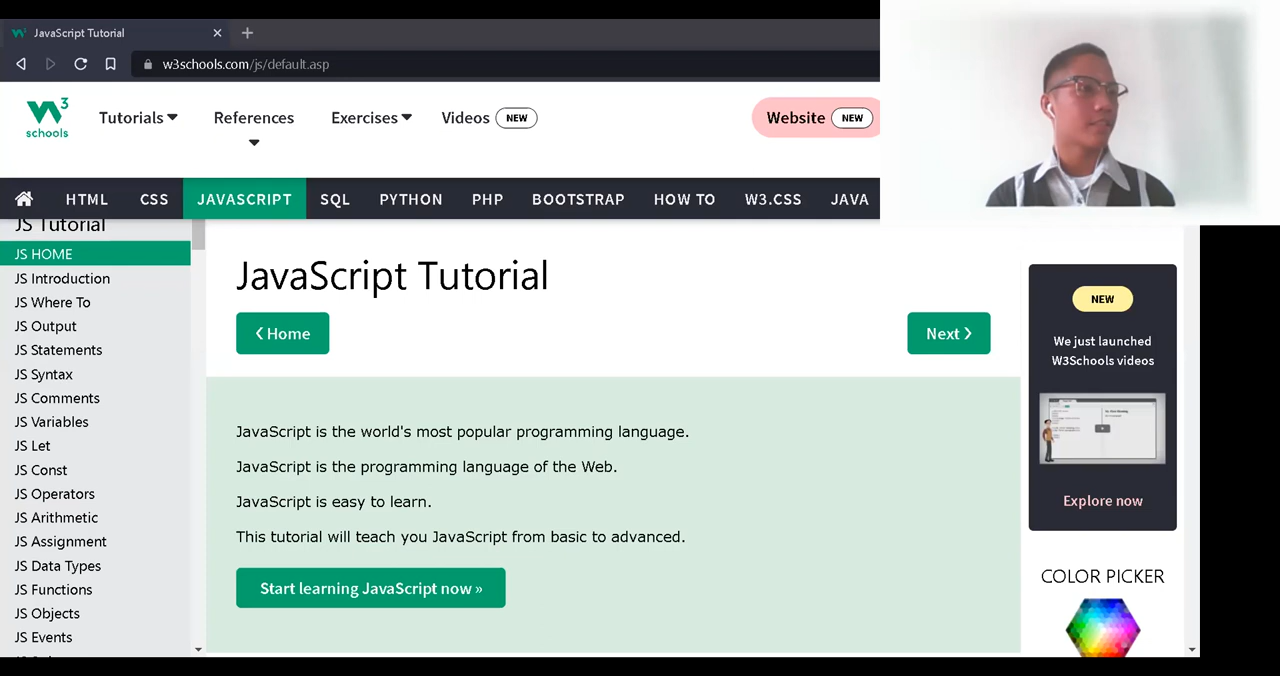 JavaScript Tutorial
w3schools.com/js/default.asp
W3 schools
Tutorials
References
Exercises
Videos NEW
Website NEW
HTML CSS JAVASCRIPT SQL PYTHON PHP BOOTSTRAP HOW TO W3.CSS JAVA
JS Tutorial
JS HOME
JS Introduction
JS Where To
JS Output
JS Statements
JS Syntax
JS Comments
JS Variables
JS Let
JS Const
JS Operators
JS Arithmetic
JS Assignment
JS Data Types
JS Functions
JS Objects
JS Events
JavaScript Tutorial
❮ Home
Next ❯
JavaScript is the world's most popular programming language.
JavaScript is the programming language of the Web.
JavaScript is easy to learn.
This tutorial will teach you JavaScript from basic to advanced.
Start learning JavaScript now »
NEW
We just launched
W3Schools videos
Explore now
COLOR PICKER